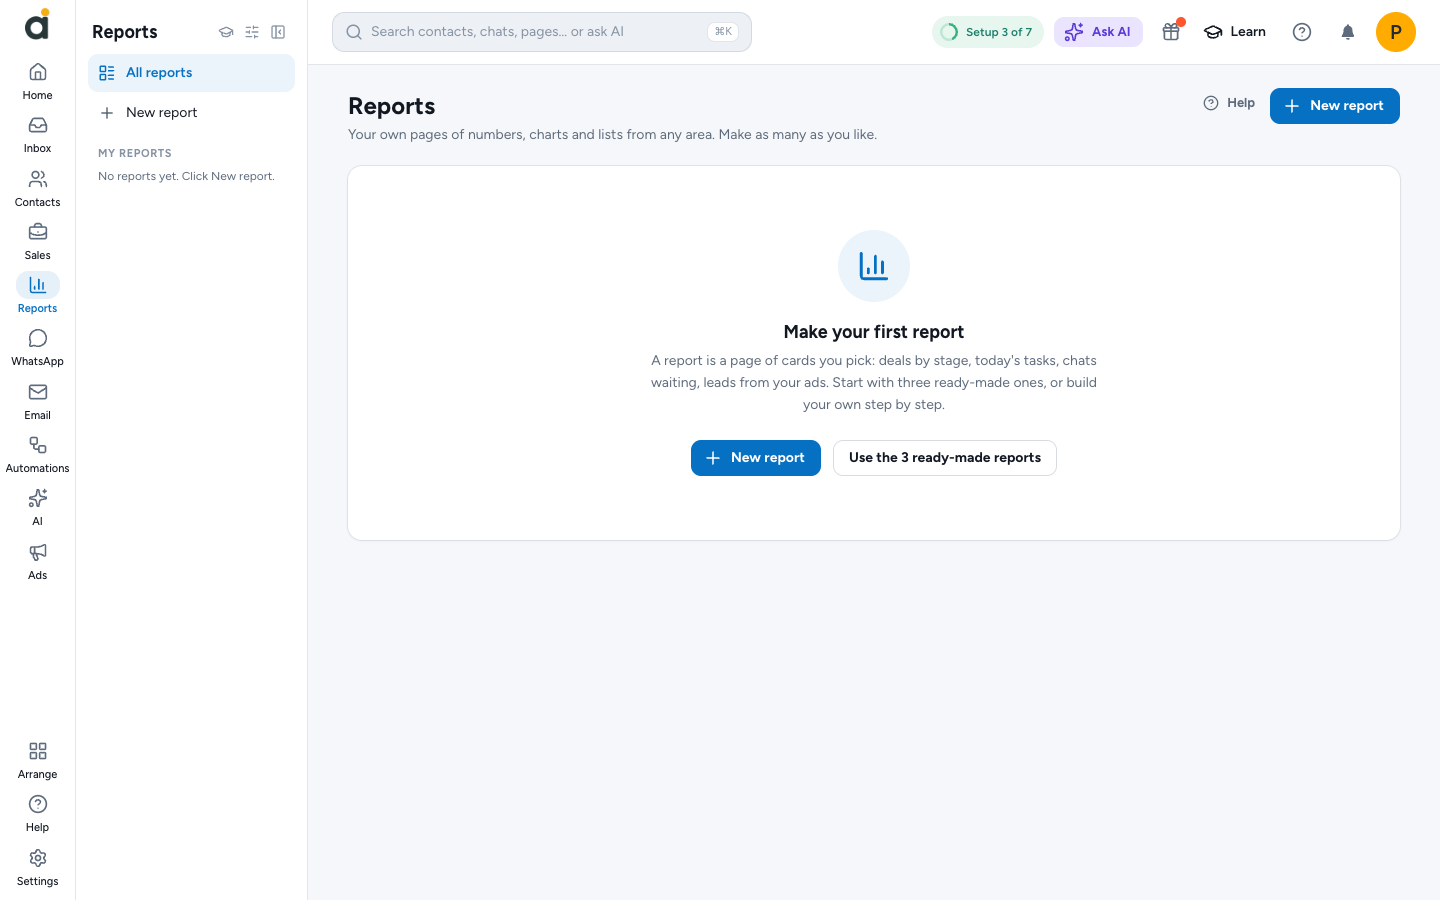 Home
Inbox
Contacts
Sales
Reports
WhatsApp
Email
Automations
AI
Ads
Arrange
Help
Settings
Reports
All reports
New report
MY REPORTS
No reports yet. Click New report.
Search contacts, chats, pages... or ask AI
⌘K
Setup 3 of 7
Ask AI
Learn
P
Reports
Your own pages of numbers, charts and lists from any area. Make as many as you like.
Help
New report
Make your first report
A report is a page of cards you pick: deals by stage, today's tasks, chats
waiting, leads from your ads. Start with three ready-made ones, or build
your own step by step.
New report
Use the 3 ready-made reports